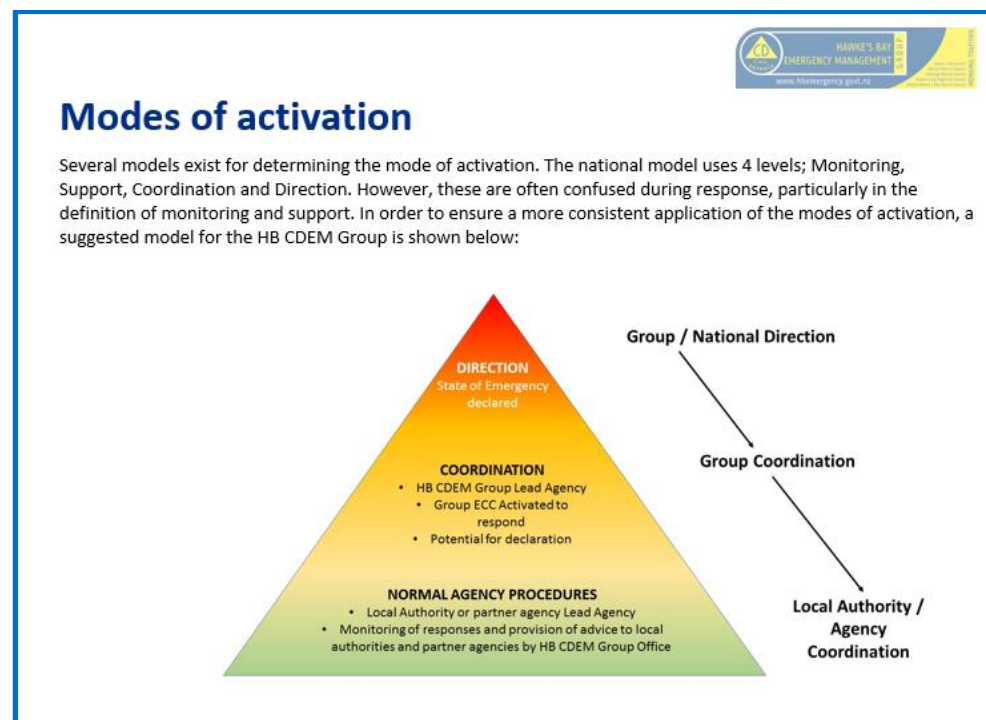 HAWKE'S BAY
EMERGENCY MANAGEMENT
GROUP
CD
www.hbemergency.govt.nz
Modes of activation
Several models exist for determining the mode of activation. The national model uses 4 levels; Monitoring,
Support, Coordination and Direction. However, these are often confused during response, particularly in the
definition of monitoring and support. In order to ensure a more consistent application of the modes of activation, a
suggested model for the HB CDEM Group is shown below:
DIRECTION
State of Emergency
declared
Group / National Direction
COORDINATION
• HB CDEM Group Lead Agency
• Group ECC Activated to
respond
• Potential for declaration
Group Coordination
NORMAL AGENCY PROCEDURES
• Local Authority or partner agency Lead Agency
• Monitoring of responses and provision of advice to local
authorities and partner agencies by HB CDEM Group Office
Local Authority /
Agency
Coordination